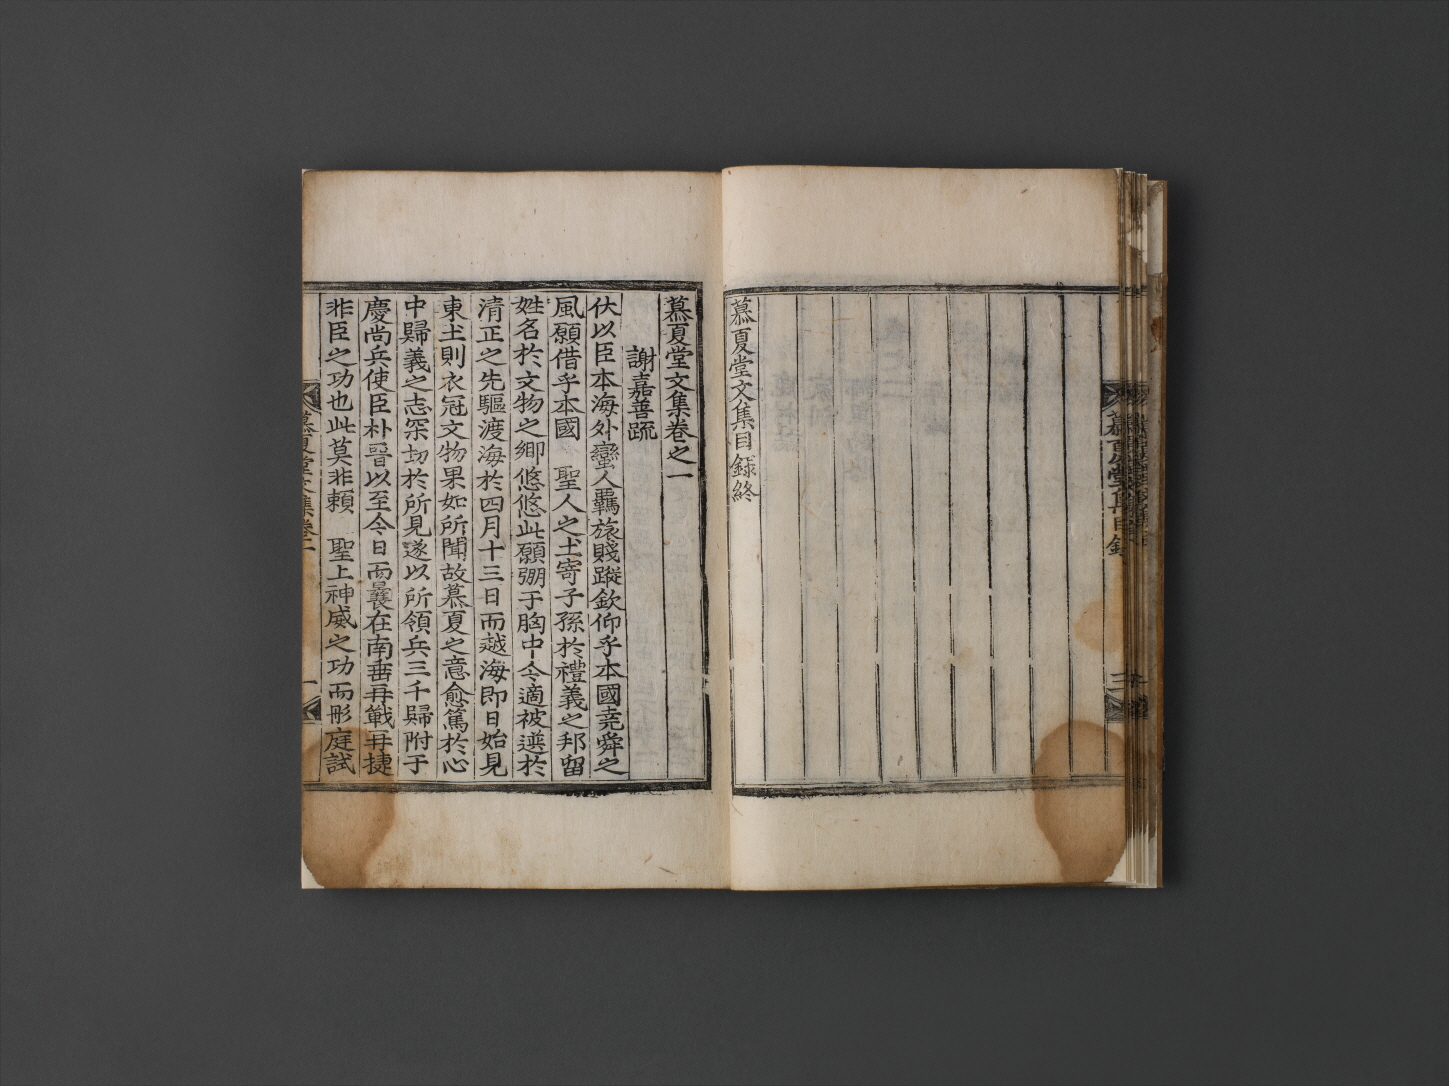 慕夏堂文集目錄
三
慕夏堂文集目錄終
慕夏堂文集卷之一
謝嘉善疏
伏以臣本海外蠻人羈旅賤蹤欽仰乎本國堯舜之
風願借乎本國 聖人之土寄子孫於禮義之邦留
姓名於文物之鄉悠悠此願弸于胸中今適被選於
清正之先驅渡海於四月十三日而越海即日始見
東土則衣冠文物果如所聞故慕夏之意愈篤於心
中歸義之志深切於所見遂以所領兵三千歸附于
慶尚兵使臣朴晉以至今日而曩在南番再戰再捷
非臣之功也此莫非賴 聖上神威之功而彤庭試
慕夏堂文集卷一
一